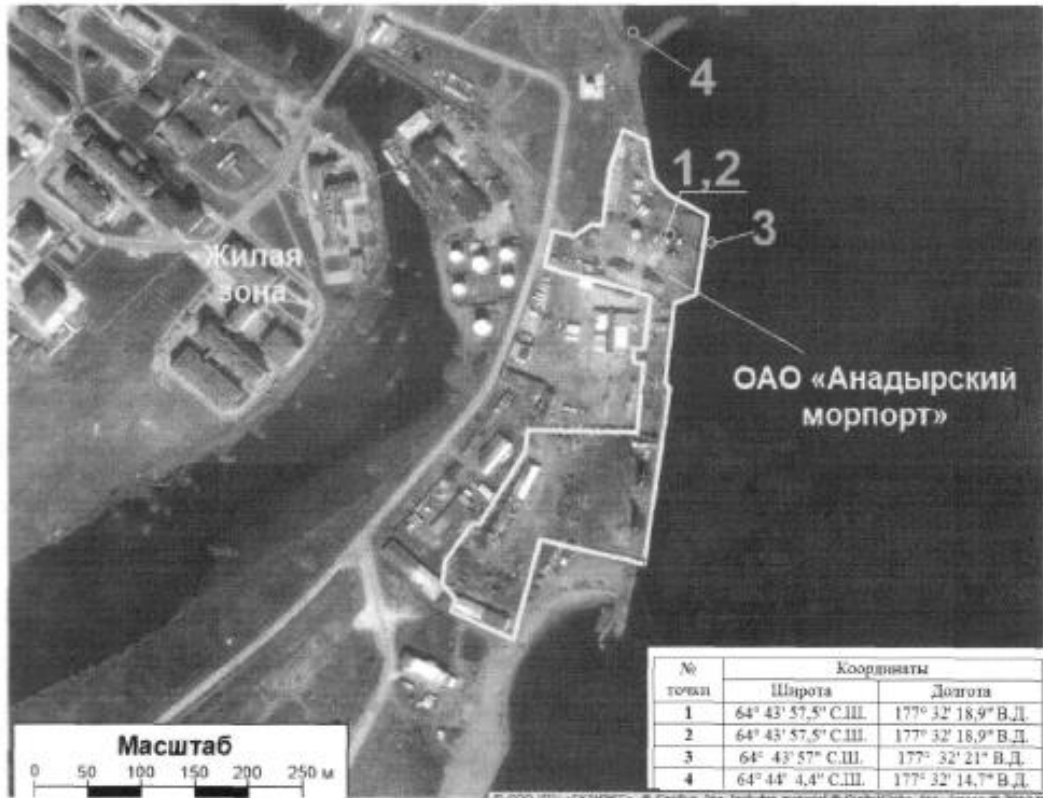 4
1,2
3
Жилая
зона
ОАО «Анадырский
морпорт»
№ точки Координаты
Широта Долгота
1 64° 43' 57,5" С.Ш. 177° 32' 18,9" В.Д.
2 64° 43' 57,5" С.Ш. 177° 32' 18,9" В.Д.
3 64° 43' 57" С.Ш. 177° 32' 21" В.Д.
4 64° 44' 4,4" С.Ш. 177° 32' 14,7" В.Д.
Масштаб
0 50 100 150 200 250 м